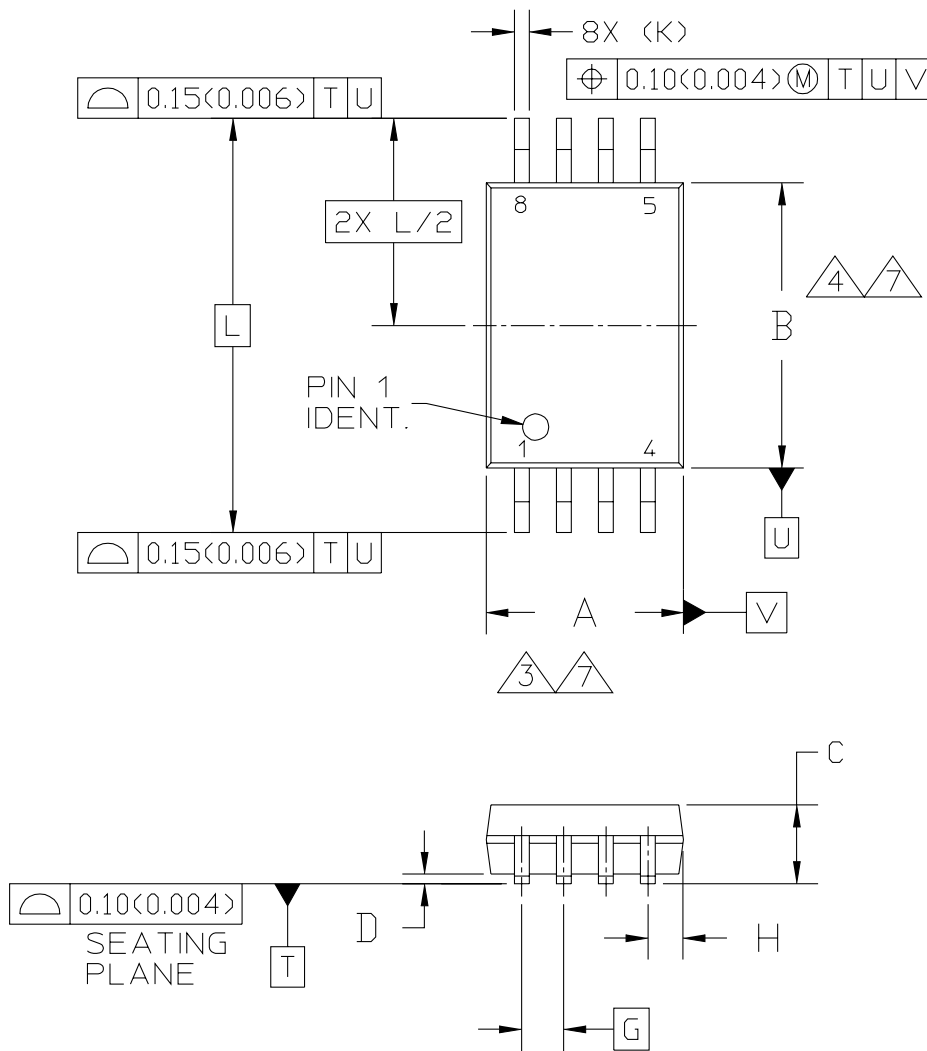 8X (K)
⌖ 0.10(0.004) Ⓜ T U V
⌓ 0.15(0.006) T U
2X L/2
8 5
4 7
L
B
PIN 1
IDENT.
1 4
U
⌓ 0.15(0.006) T U
A
V
3 7
C
⌓ 0.10(0.004)
SEATING
PLANE
T
D
H
G